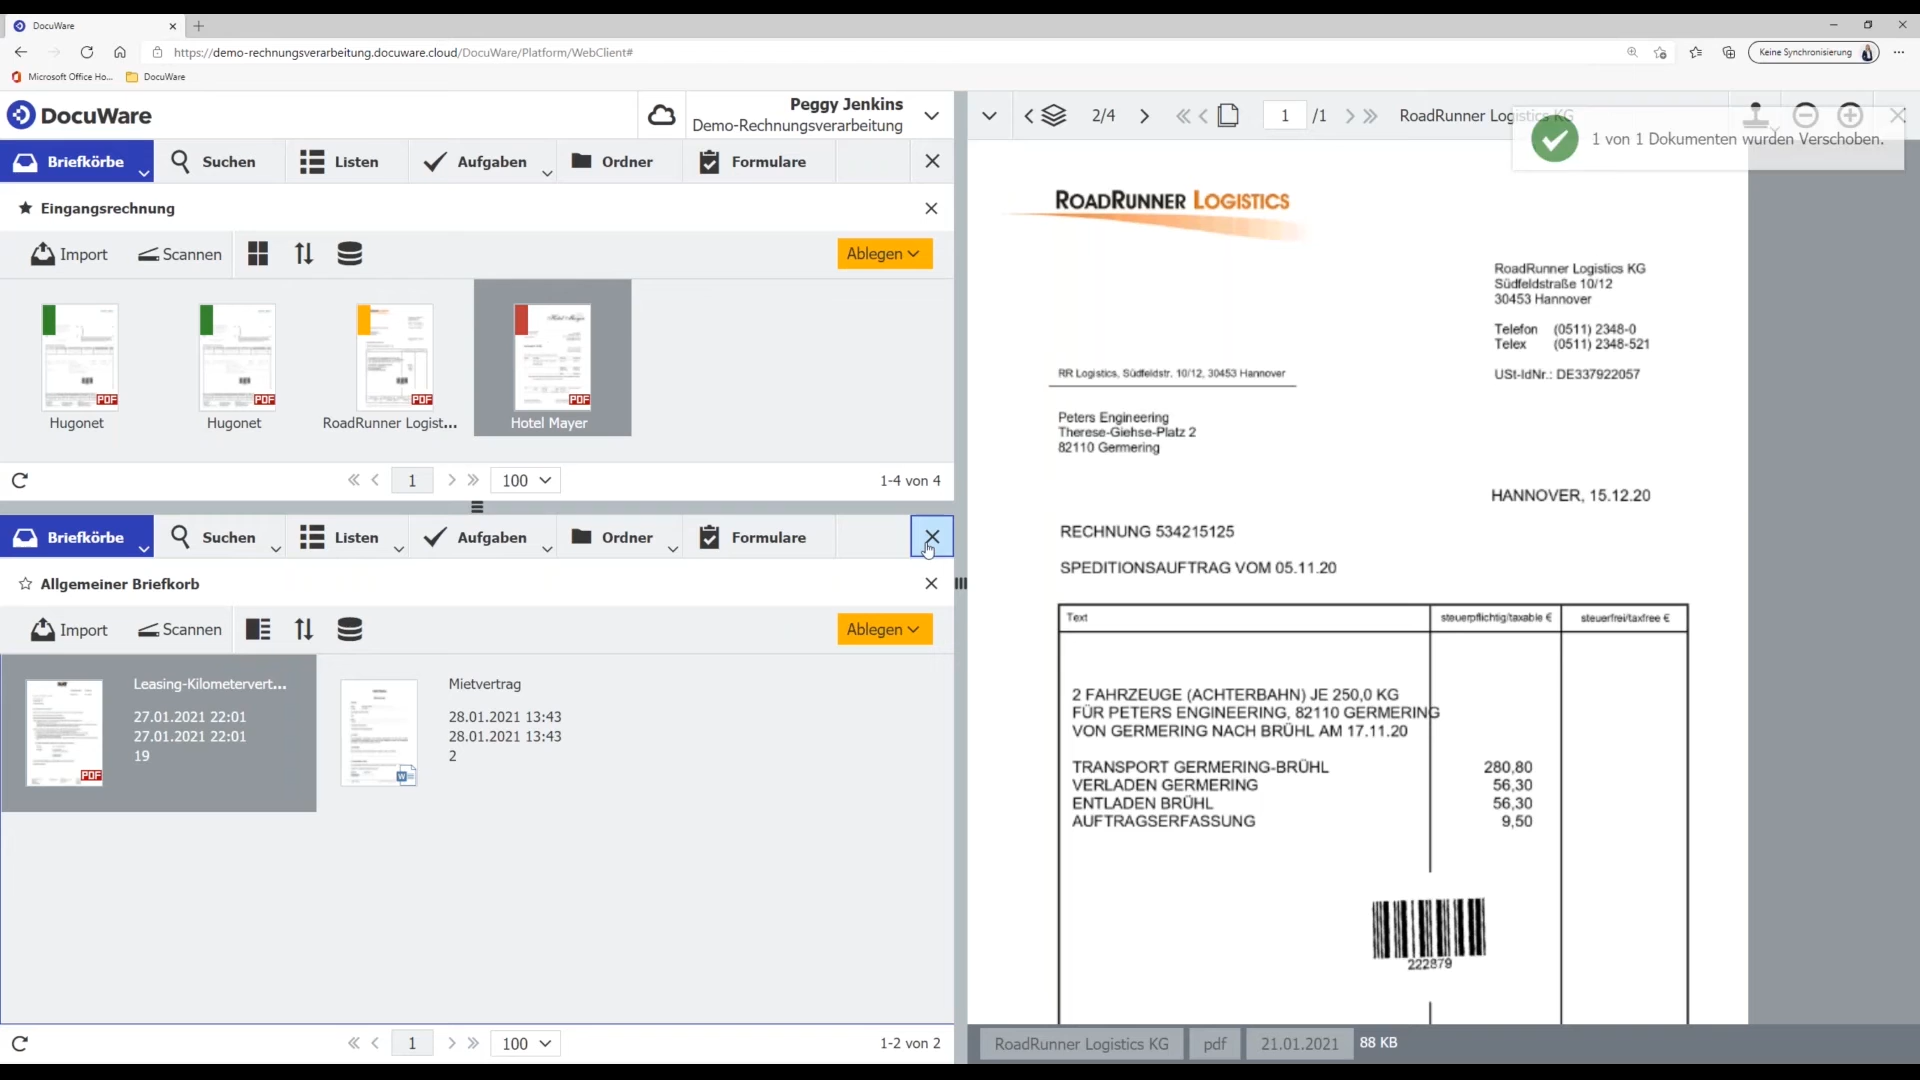 DocuWare
https://demo-rechnungsverarbeitung.docuware.cloud/DocuWare/Platform/WebClient#
Keine Synchronisierung
Microsoft Office Ho...
DocuWare
DocuWare
Peggy Jenkins
Demo-Rechnungsverarbeitung
Briefkörbe
Suchen
Listen
Aufgaben
Ordner
Formulare
Eingangsrechnung
Import
Scannen
Ablegen
PDF
PDF
PDF
PDF
Hugonet
Hugonet
RoadRunner Logist...
Hotel Mayer
1
100
1-4 von 4
Briefkörbe
Suchen
Listen
Aufgaben
Ordner
Formulare
Allgemeiner Briefkorb
Import
Scannen
Ablegen
Leasing-Kilometervert...
27.01.2021 22:01
27.01.2021 22:01
19
PDF
Mietvertrag
28.01.2021 13:43
28.01.2021 13:43
2
1
100
1-2 von 2
2/4
1
/1
RoadRunner Logistics KG
1 von 1 Dokumenten wurden Verschoben.
ROADRUNNER LOGISTICS
RoadRunner Logistics KG
Südfeldstraße 10/12
30453 Hannover
Telefon (0511) 2348-0
Telex (0511) 2348-521
USt-IdNr.: DE337922057
RR Logistics, Südfeldstr. 10/12, 30453 Hannover
Peters Engineering
Therese-Giehse-Platz 2
82110 Germering
HANNOVER, 15.12.20
RECHNUNG 534215125
SPEDITIONSAUFTRAG VOM 05.11.20
Text steuerpflichtig/taxable € steuerfrei/taxfree €
2 FAHRZEUGE (ACHTERBAHN) JE 250,0 KG
FÜR PETERS ENGINEERING, 82110 GERMERING
VON GERMERING NACH BRÜHL AM 17.11.20
TRANSPORT GERMERING-BRÜHL 280,80
VERLADEN GERMERING 56,30
ENTLADEN BRÜHL 56,30
AUFTRAGSERFASSUNG 9,50
222879
RoadRunner Logistics KG
pdf
21.01.2021
88 KB